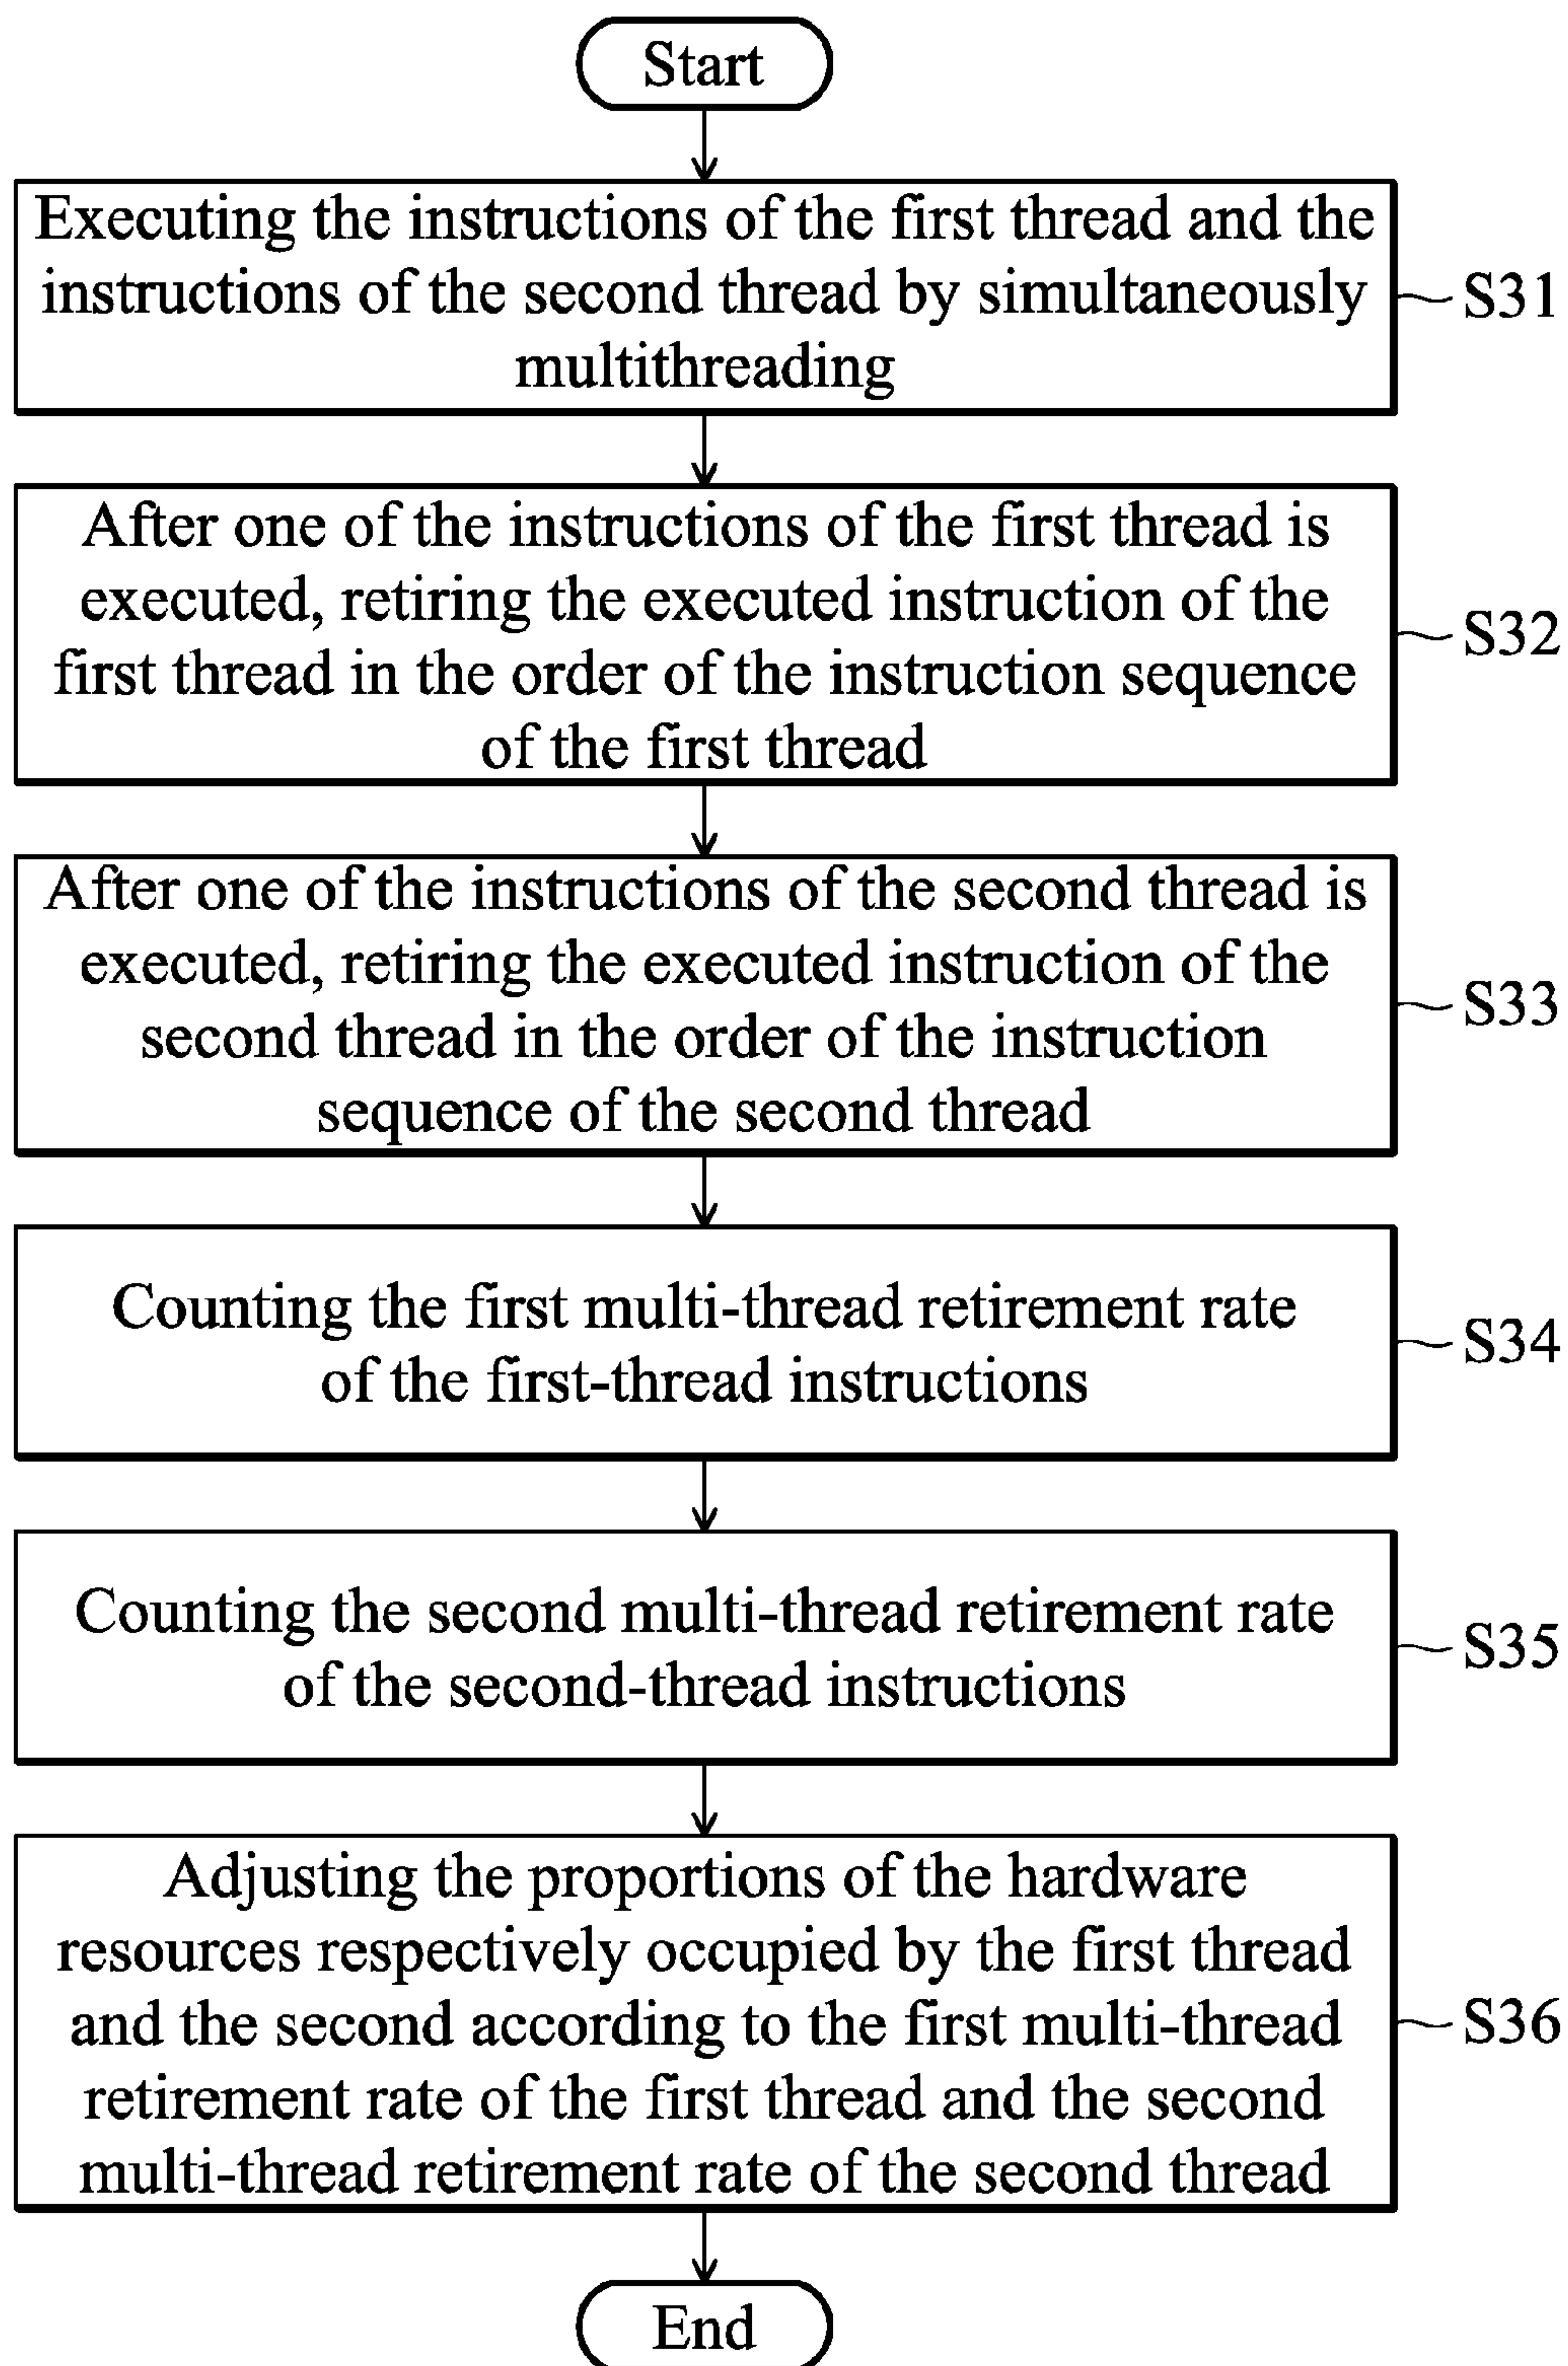 Start
Executing the instructions of the first thread and the
instructions of the second thread by simultaneously
multithreading
S31
After one of the instructions of the first thread is
executed, retiring the executed instruction of the
first thread in the order of the instruction sequence
of the first thread
S32
After one of the instructions of the second thread is
executed, retiring the executed instruction of the
second thread in the order of the instruction
sequence of the second thread
S33
Counting the first multi-thread retirement rate
of the first-thread instructions
S34
Counting the second multi-thread retirement rate
of the second-thread instructions
S35
Adjusting the proportions of the hardware
resources respectively occupied by the first thread
and the second according to the first multi-thread
retirement rate of the first thread and the second
multi-thread retirement rate of the second thread
S36
End